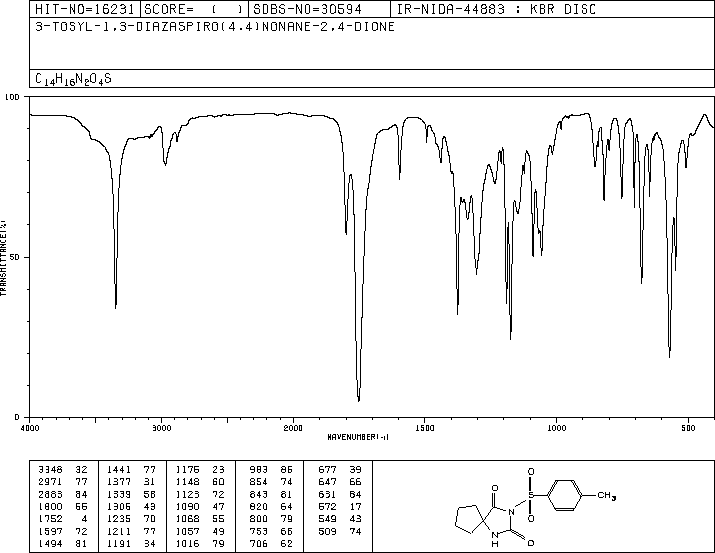 HIT-NO=16231 SCORE= ( ) SDBS-NO=30594 IR-NIDA-44883 : KBR DISC
3-TOSYL-1,3-DIAZASPIRO(4.4)NONANE-2,4-DIONE
C14H16N2O4S
100
50
0
TRANSMITTANCE(%)
4000 3000 2000 1500 1000 500
WAVENUMBER(-1)
3348 32 1441 77 1176 23 983 86 677 39
2971 77 1377 31 1148 60 854 74 647 66
2883 84 1339 58 1123 72 843 81 631 84
1800 55 1306 43 1090 47 820 64 572 17
1752 4 1235 70 1068 55 800 79 549 43
1597 72 1211 77 1057 49 753 66 509 74
1494 81 1191 34 1016 79 706 62
O
O
S
CH3
N
O
NH
O